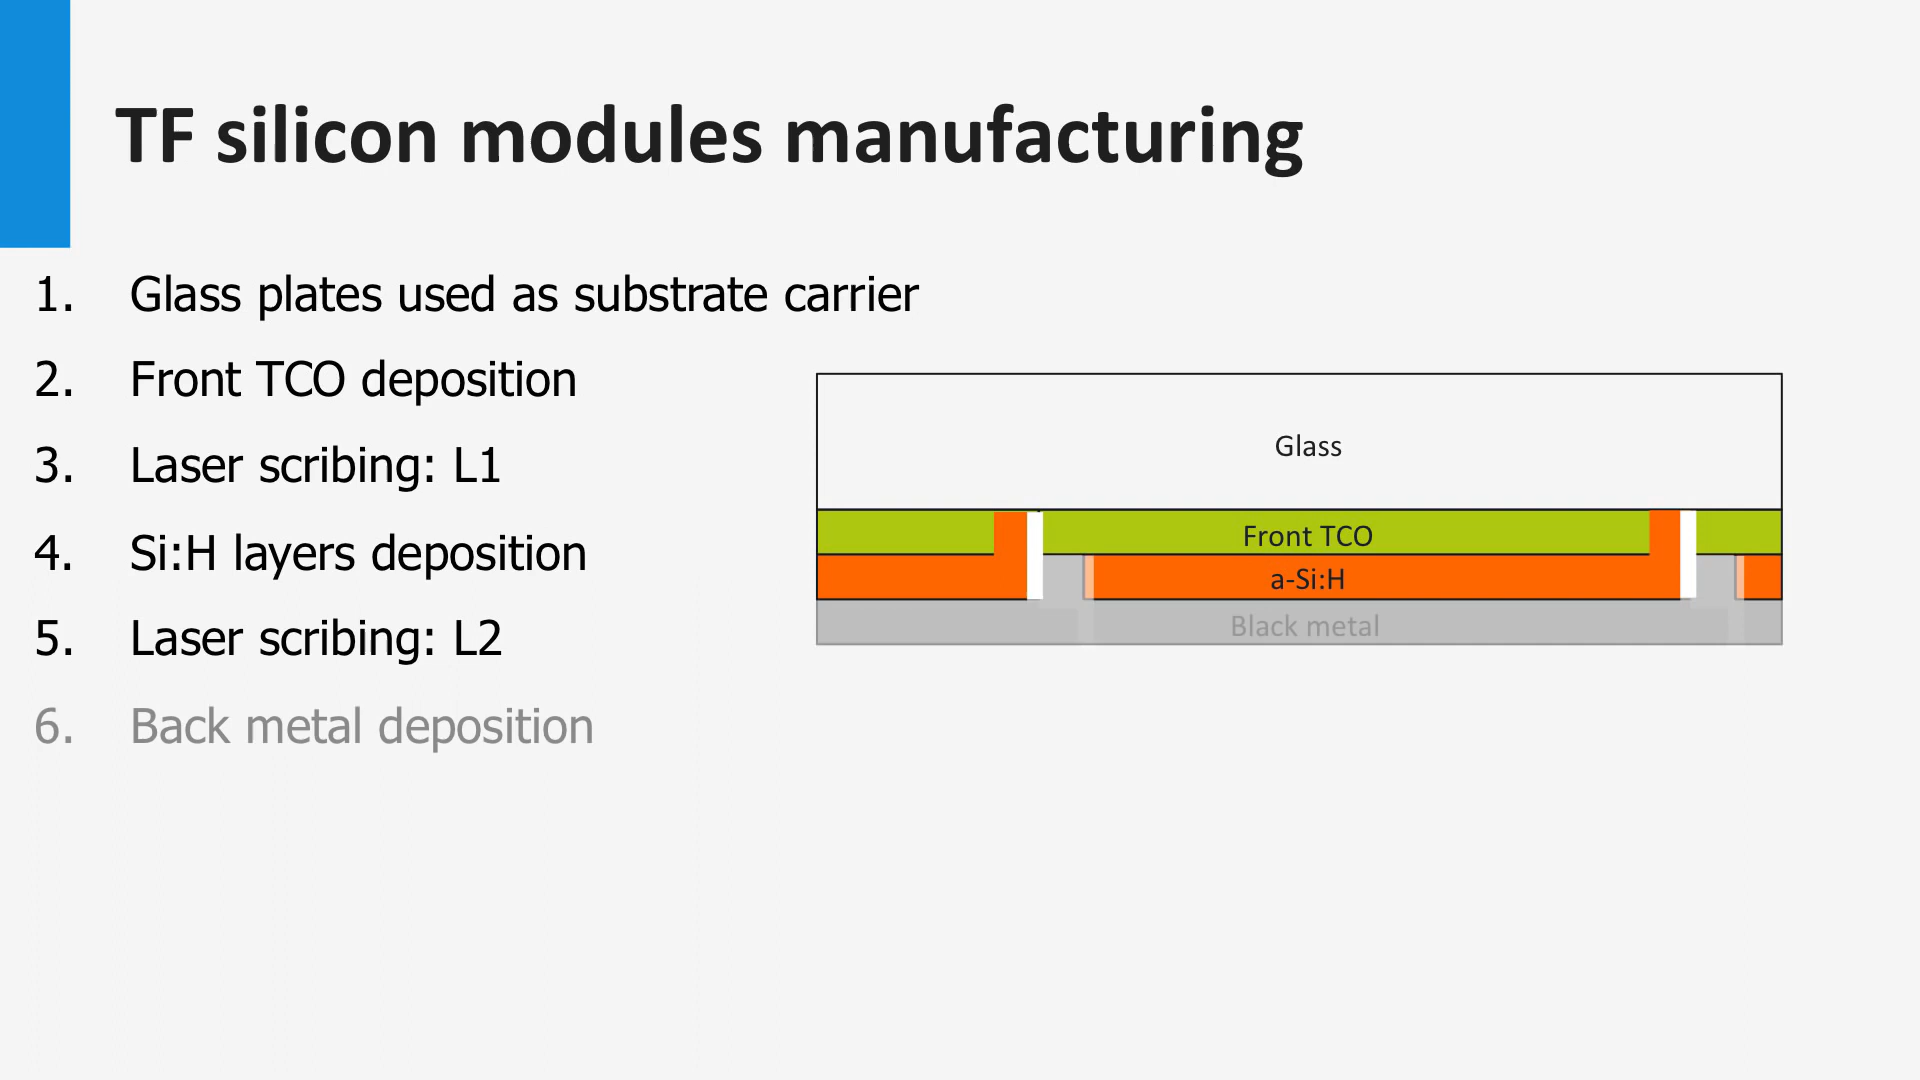 TF silicon modules manufacturing
1. Glass plates used as substrate carrier
2. Front TCO deposition
3. Laser scribing: L1
4. Si:H layers deposition
5. Laser scribing: L2
6. Back metal deposition
Glass
Front TCO
a-Si:H
Black metal